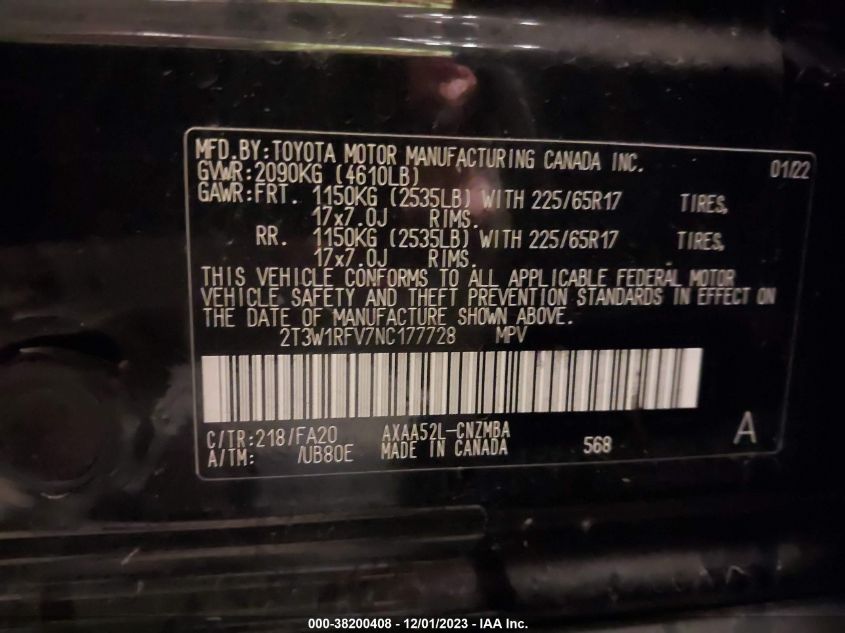 MFD.BY:TOYOTA MOTOR MANUFACTURING CANADA INC. 01/22
GVWR:2090KG (4610LB)
GAWR:FRT. 1150KG (2535LB) WITH 225/65R17 TIRES,
17x7.0J RIMS.
RR. 1150KG (2535LB) WITH 225/65R17 TIRES,
17x7.0J RIMS.
THIS VEHICLE CONFORMS TO ALL APPLICABLE FEDERAL MOTOR
VEHICLE SAFETY AND THEFT PREVENTION STANDARDS IN EFFECT ON
THE DATE OF MANUFACTURE SHOWN ABOVE.
2T3W1RFV7NC177728 MPV
C/TR:218/FA20 AXAA52L-CNZMBA A
A/TM: /UB80E MADE IN CANADA 568
000-38200408 - 12/01/2023 - IAA Inc.